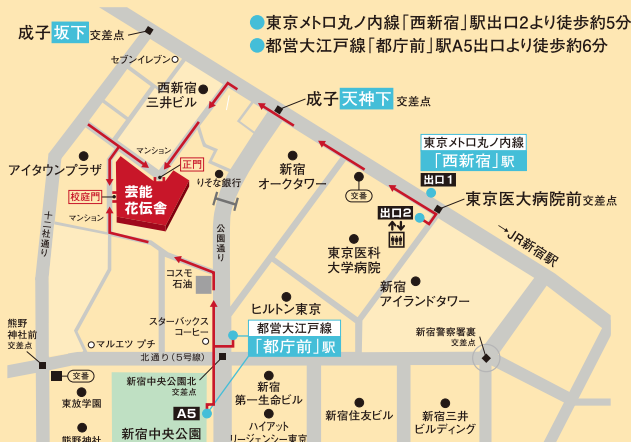 東京メトロ丸ノ内線「西新宿」駅出口2より徒歩約5分
都営大江戸線「都庁前」駅A5出口より徒歩約6分
成子坂下交差点
セブンイレブン
西新宿
三井ビル
成子天神下交差点
マンション
正門
アイタウンプラザ
芸能
花伝舎
校庭門
マンション
りそな銀行
新宿
オークタワー
交番
東京メトロ丸ノ内線
「西新宿」駅
出口1
出口2
東京医大病院前交差点
十二社通り
公園通り
東京医科
大学病院
→JR新宿駅
コスモ
石油
新宿
アイランドタワー
ヒルトン東京
スターバックス
コーヒー
都営大江戸線
「都庁前」駅
熊野
神社前
交差点
マルエツ プチ
北通り(5号線)
新宿警察署裏
交差点
交番
新宿中央公園北
交差点
東放学園
新宿
第一生命ビル
A5
新宿中央公園
熊野神社
ハイアット
リージェンシー東京
新宿住友ビル
新宿三井
ビルディング